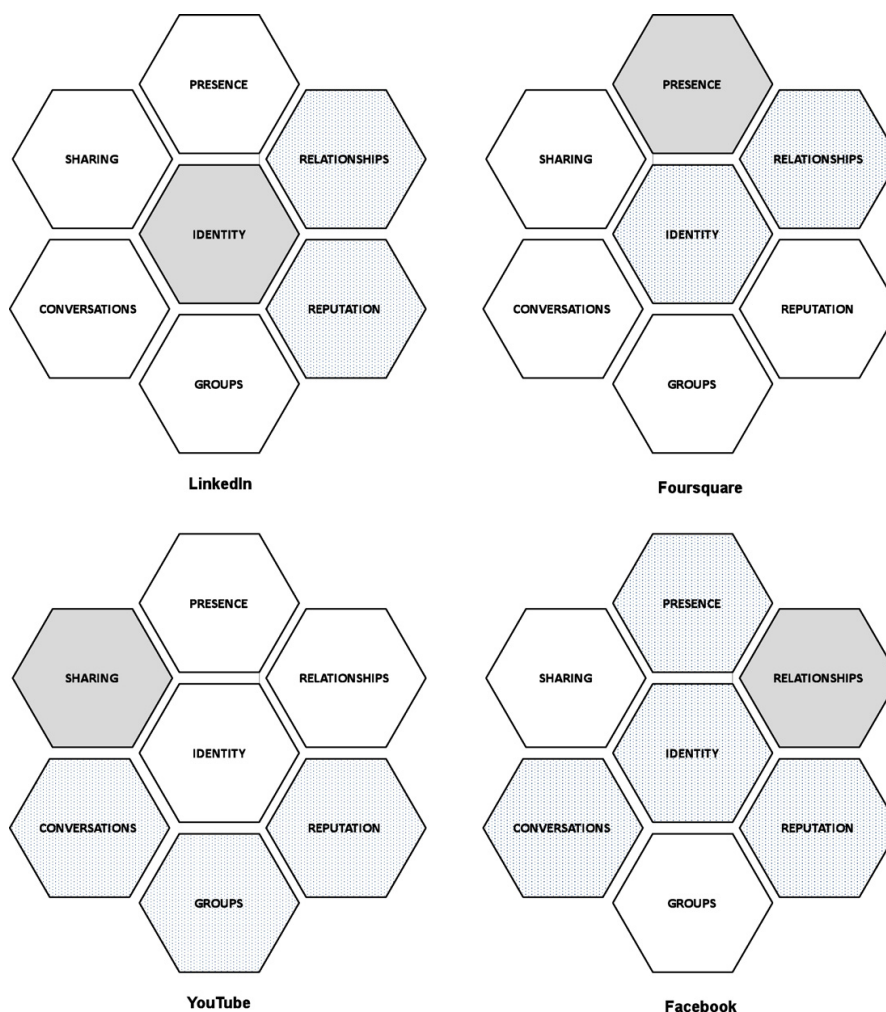 PRESENCE
SHARING
RELATIONSHIPS
IDENTITY
CONVERSATIONS
REPUTATION
GROUPS
LinkedIn
PRESENCE
SHARING
RELATIONSHIPS
IDENTITY
CONVERSATIONS
REPUTATION
GROUPS
Foursquare
PRESENCE
SHARING
RELATIONSHIPS
IDENTITY
CONVERSATIONS
REPUTATION
GROUPS
YouTube
PRESENCE
SHARING
RELATIONSHIPS
IDENTITY
CONVERSATIONS
REPUTATION
GROUPS
Facebook